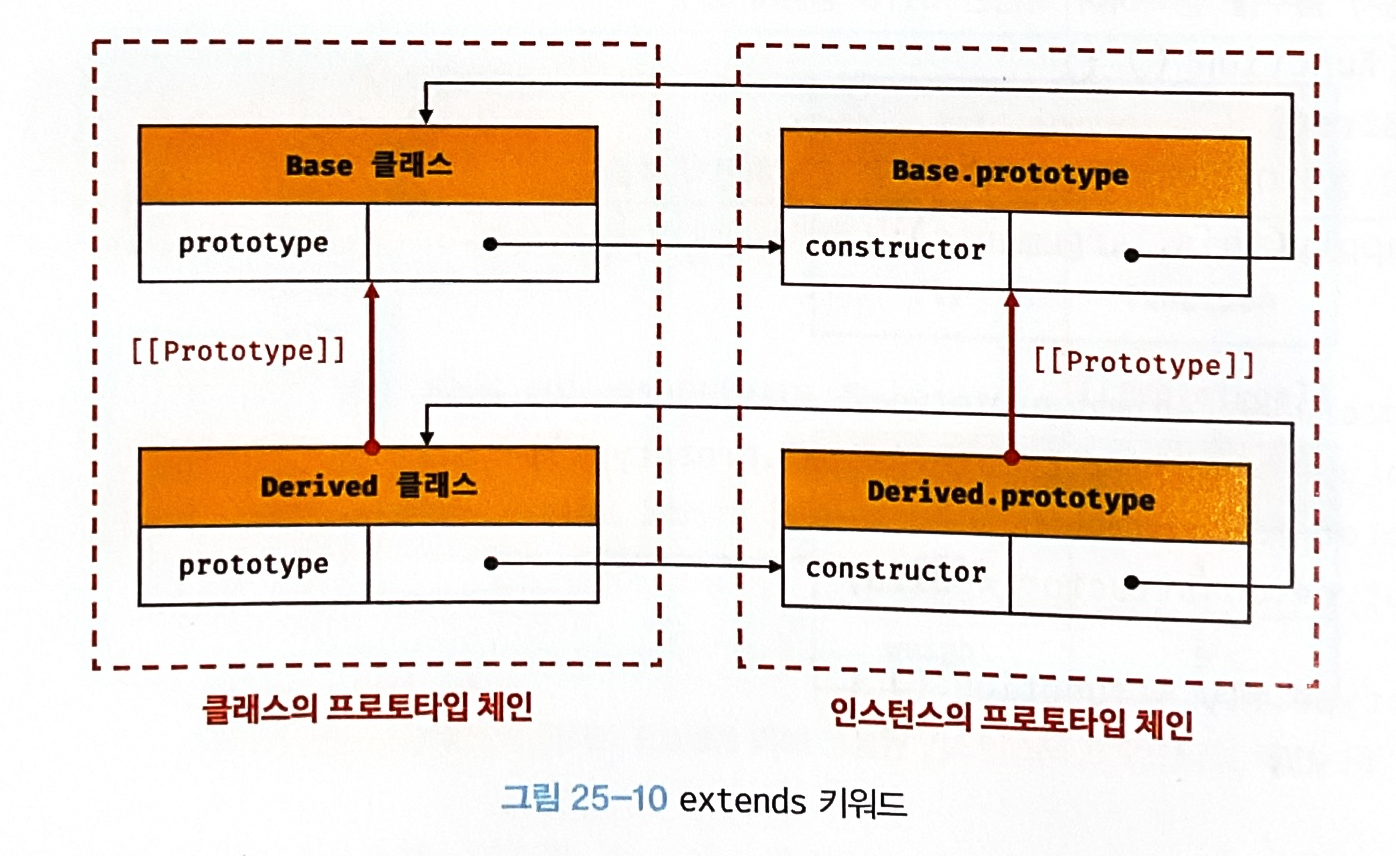 Base 클래스
prototype
Base.prototype
constructor
[[Prototype]]
[[Prototype]]
Derived 클래스
prototype
Derived.prototype
constructor
클래스의 프로토타입 체인
인스턴스의 프로토타입 체인
그림 25-10 extends 키워드